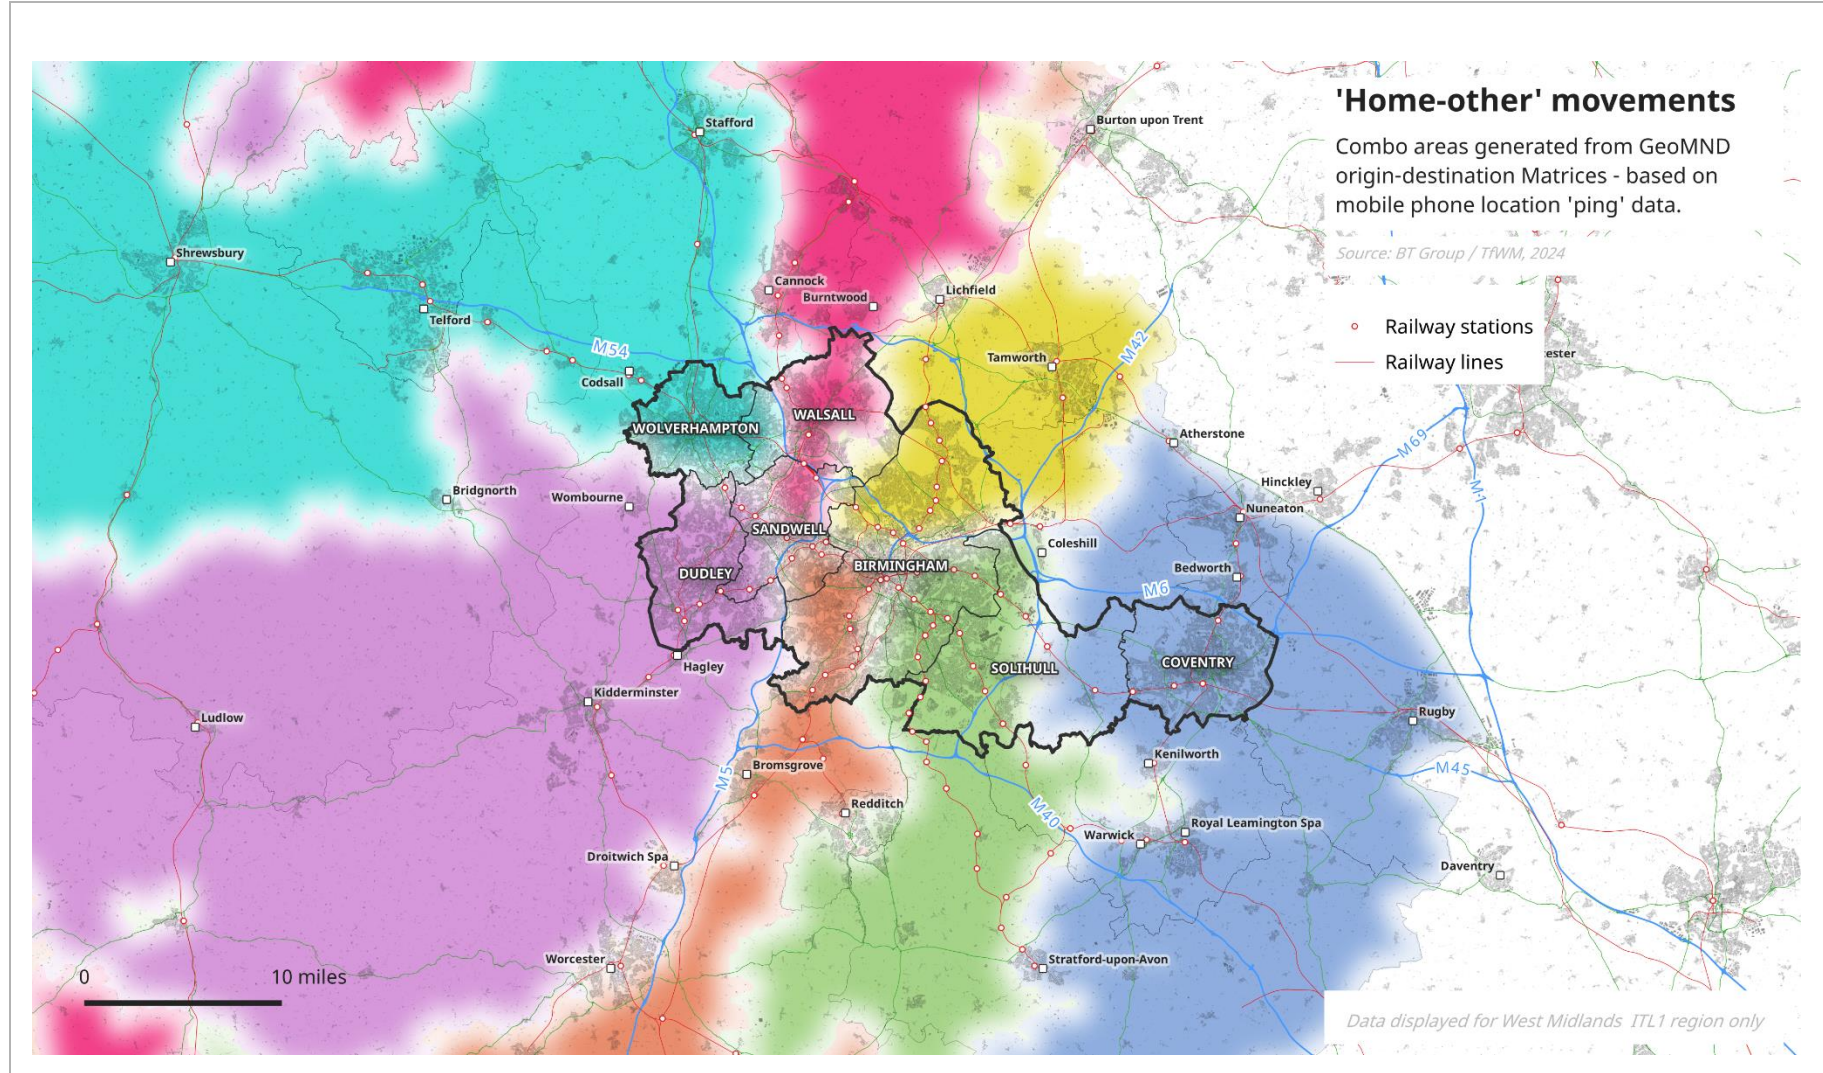 'Home-other' movements
Combo areas generated from GeoMND
origin-destination Matrices - based on
mobile phone location 'ping' data.
Source: BT Group / TfWM, 2024
Railway stations
Railway lines
Stafford
Burton upon Trent
Shrewsbury
Cannock
Burntwood
Lichfield
Telford
M54
M42
Tamworth
cester
Codsall
WALSALL
WOLVERHAMPTON
Atherstone
M69
Hinckley
M1
Bridgnorth
Wombourne
Nuneaton
SANDWELL
Coleshill
DUDLEY
BIRMINGHAM
Bedworth
M6
Hagley
SOLIHULL
COVENTRY
Kidderminster
Ludlow
Rugby
Kenilworth
Bromsgrove
M5
M45
Redditch
M40
Warwick
Royal Leamington Spa
Droitwich Spa
Daventry
Worcester
Stratford-upon-Avon
0 10 miles
Data displayed for West Midlands ITL1 region only